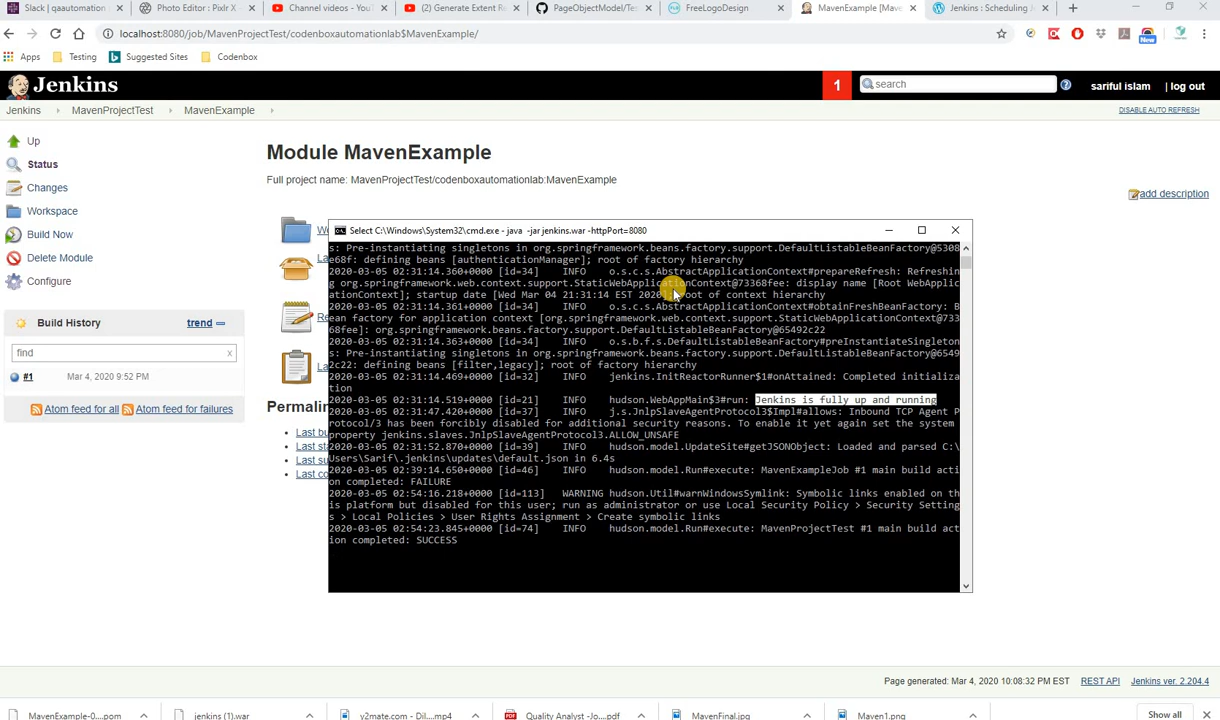 Slack | qaautomation
Photo Editor : Pixlr X
Channel videos - You
(2) Generate Extent R
PageObjectModel/Te
FreeLogoDesign
MavenExample [Mav
Jenkins : Scheduling
localhost:8080/job/MavenProjectTest/codenboxautomationlab$MavenExample/
Apps Testing Suggested Sites Codenbox
New
Jenkins
1
search
sariful islam | log out
Jenkins MavenProjectTest MavenExample
DISABLE AUTO REFRESH
Up
Status
Changes
Workspace
Build Now
Delete Module
Configure
Build History trend
find x
#1 Mar 4, 2020 9:52 PM
Atom feed for all Atom feed for failures
Module MavenExample
Full project name: MavenProjectTest/codenboxautomationlab:MavenExample
add description
Permalin
Last bu
Last sta
Last su
Last co
Select C:\Windows\System32\cmd.exe - java -jar jenkins.war -httpPort=8080
s: Pre-instantiating singletons in org.springframework.beans.factory.support.DefaultListableBeanFactory@5308
e68f: defining beans [authenticationManager]; root of factory hierarchy
2020-03-05 02:31:14.360+0000 [id=34] INFO o.s.c.s.AbstractApplicationContext#prepareRefresh: Refreshin
g org.springframework.web.context.support.StaticWebApplicationContext@73368fee: display name [Root WebApplic
ationContext]; startup date [Wed Mar 04 21:31:14 EST 2020]; root of context hierarchy
2020-03-05 02:31:14.361+0000 [id=34] INFO o.s.c.s.AbstractApplicationContext#obtainFreshBeanFactory: B
ean factory for application context [org.springframework.web.context.support.StaticWebApplicationContext@733
68fee]: org.springframework.beans.factory.support.DefaultListableBeanFactory@65492c22
2020-03-05 02:31:14.363+0000 [id=34] INFO o.s.b.f.s.DefaultListableBeanFactory#preInstantiateSingleton
s: Pre-instantiating singletons in org.springframework.beans.factory.support.DefaultListableBeanFactory@6549
2c22: defining beans [filter,legacy]; root of factory hierarchy
2020-03-05 02:31:14.469+0000 [id=32] INFO jenkins.InitReactorRunner$1#onAttained: Completed initializa
tion
2020-03-05 02:31:14.519+0000 [id=21] INFO hudson.WebAppMain$3#run: Jenkins is fully up and running
2020-03-05 02:31:47.420+0000 [id=37] INFO j.s.JnlpSlaveAgentProtocol3$Impl#allows: Inbound TCP Agent P
rotocol/3 has been forcibly disabled for additional security reasons. To enable it yet again set the system
property jenkins.slaves.JnlpSlaveAgentProtocol3.ALLOW_UNSAFE
2020-03-05 02:31:52.870+0000 [id=39] INFO hudson.model.UpdateSite#getJSONObject: Loaded and parsed C:\
Users\Sarif\.jenkins\updates\default.json in 6.4s
2020-03-05 02:39:14.650+0000 [id=46] INFO hudson.model.Run#execute: MavenExampleJob #1 main build acti
on completed: FAILURE
2020-03-05 02:54:16.218+0000 [id=113] WARNING hudson.Util#warnWindowsSymlink: Symbolic links enabled on th
is platform but disabled for this user; run as administrator or use Local Security Policy > Security Setting
s > Local Policies > User Rights Assignment > Create symbolic links
2020-03-05 02:54:23.845+0000 [id=74] INFO hudson.model.Run#execute: MavenProjectTest #1 main build act
ion completed: SUCCESS
Page generated: Mar 4, 2020 10:08:32 PM EST REST API Jenkins ver. 2.204.4
MavenExample-0....pom
jenkins (1).war
y2mate.com - Dil....mp4
Quality Analyst -Jo....pdf
MavenFinal.jpg
Maven1.png
Show all